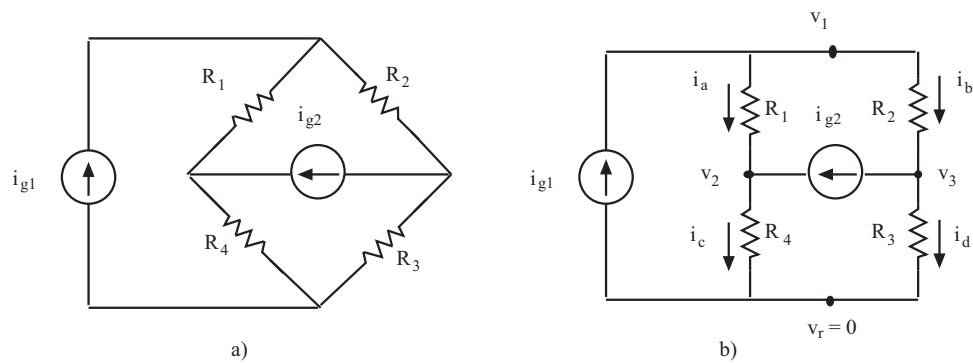 R1
R2
ig2
ig1
R4
R3
a)
v1
ia
ib
R1
ig2
R2
ig1
v2
v3
ic
R4
R3
id
vr = 0
b)